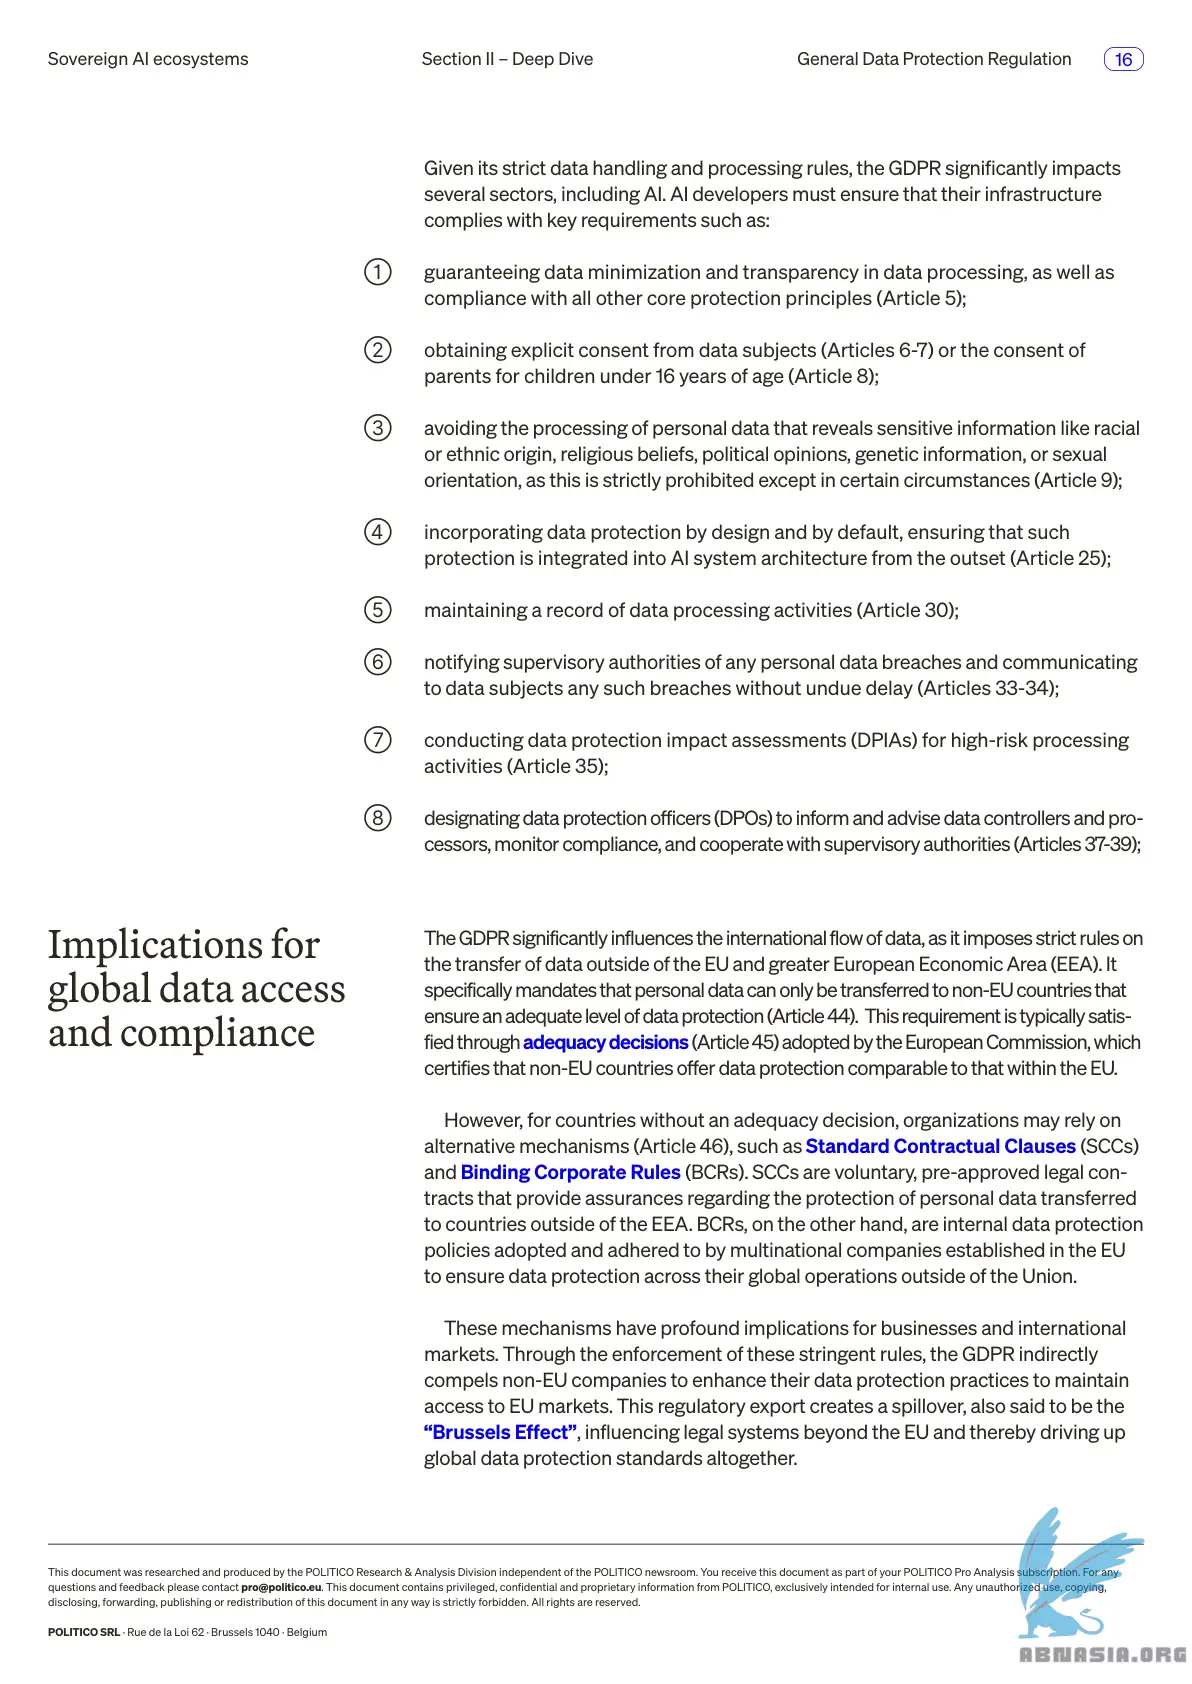 Sovereign AI ecosystems
Section II – Deep Dive
General Data Protection Regulation
16
Given its strict data handling and processing rules, the GDPR significantly impacts
several sectors, including AI. AI developers must ensure that their infrastructure
complies with key requirements such as:
1 guaranteeing data minimization and transparency in data processing, as well as
compliance with all other core protection principles (Article 5);
2 obtaining explicit consent from data subjects (Articles 6-7) or the consent of
parents for children under 16 years of age (Article 8);
3 avoiding the processing of personal data that reveals sensitive information like racial
or ethnic origin, religious beliefs, political opinions, genetic information, or sexual
orientation, as this is strictly prohibited except in certain circumstances (Article 9);
4 incorporating data protection by design and by default, ensuring that such
protection is integrated into AI system architecture from the outset (Article 25);
5 maintaining a record of data processing activities (Article 30);
6 notifying supervisory authorities of any personal data breaches and communicating
to data subjects any such breaches without undue delay (Articles 33-34);
7 conducting data protection impact assessments (DPIAs) for high-risk processing
activities (Article 35);
8 designating data protection officers (DPOs) to inform and advise data controllers and pro-
cessors, monitor compliance, and cooperate with supervisory authorities (Articles 37-39);
Implications for
global data access
and compliance
The GDPR significantly influences the international flow of data, as it imposes strict rules on
the transfer of data outside of the EU and greater European Economic Area (EEA). It
specifically mandates that personal data can only be transferred to non-EU countries that
ensure an adequate level of data protection (Article 44). This requirement is typically satis-
fied through adequacy decisions (Article 45) adopted by the European Commission, which
certifies that non-EU countries offer data protection comparable to that within the EU.
However, for countries without an adequacy decision, organizations may rely on
alternative mechanisms (Article 46), such as Standard Contractual Clauses (SCCs)
and Binding Corporate Rules (BCRs). SCCs are voluntary, pre-approved legal con-
tracts that provide assurances regarding the protection of personal data transferred
to countries outside of the EEA. BCRs, on the other hand, are internal data protection
policies adopted and adhered to by multinational companies established in the EU
to ensure data protection across their global operations outside of the Union.
These mechanisms have profound implications for businesses and international
markets. Through the enforcement of these stringent rules, the GDPR indirectly
compels non-EU companies to enhance their data protection practices to maintain
access to EU markets. This regulatory export creates a spillover, also said to be the
“Brussels Effect”, influencing legal systems beyond the EU and thereby driving up
global data protection standards altogether.
This document was researched and produced by the POLITICO Research & Analysis Division independent of the POLITICO newsroom. You receive this document as part of your POLITICO Pro Analysis subscription. For any
questions and feedback please contact pro@politico.eu. This document contains privileged, confidential and proprietary information from POLITICO, exclusively intended for internal use. Any unauthorized use, copying,
disclosing, forwarding, publishing or redistribution of this document in any way is strictly forbidden. All rights are reserved.
POLITICO SRL · Rue de la Loi 62 · Brussels 1040 · Belgium
ABNASIA.ORG